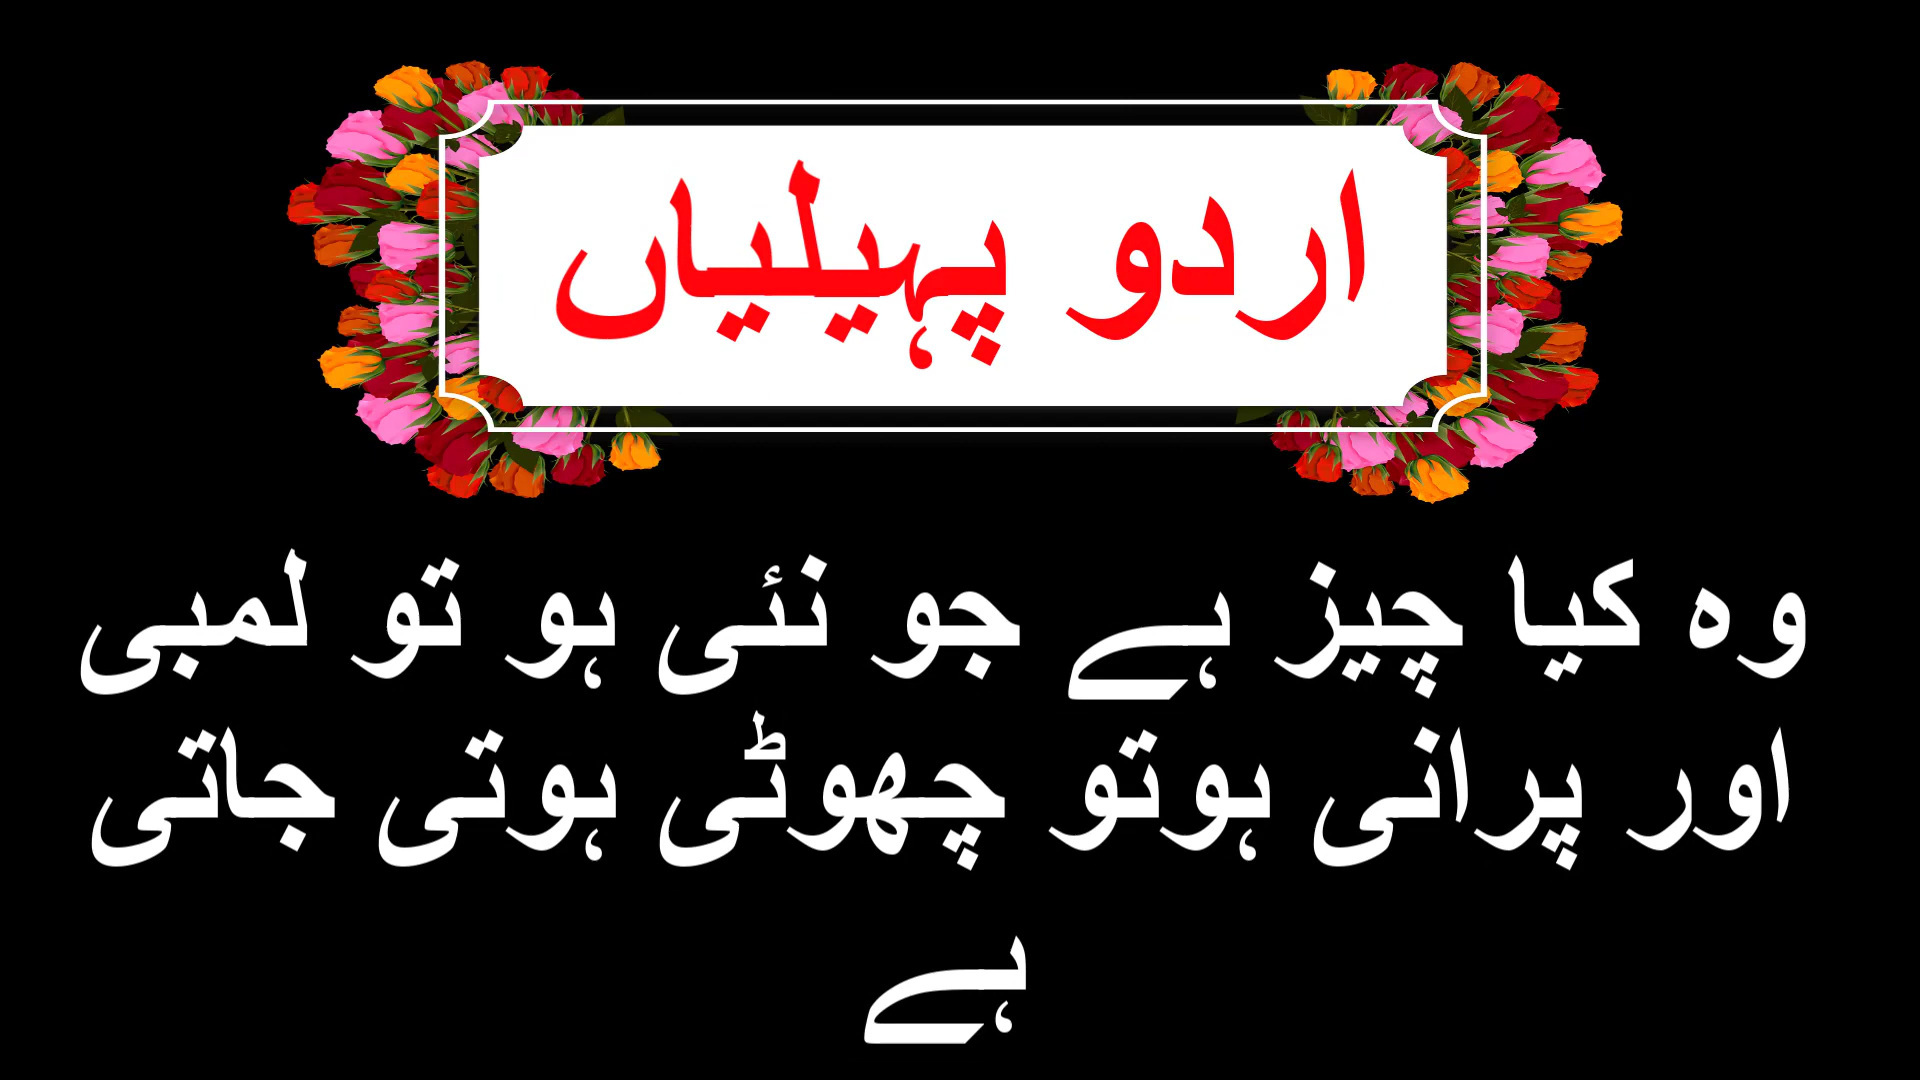 اردو پہیلیاں
وہ کیا چیز ہے جو نئی ہو تو لمبی
اور پرانی ہوتو چھوٹی ہوتی جاتی
ہے